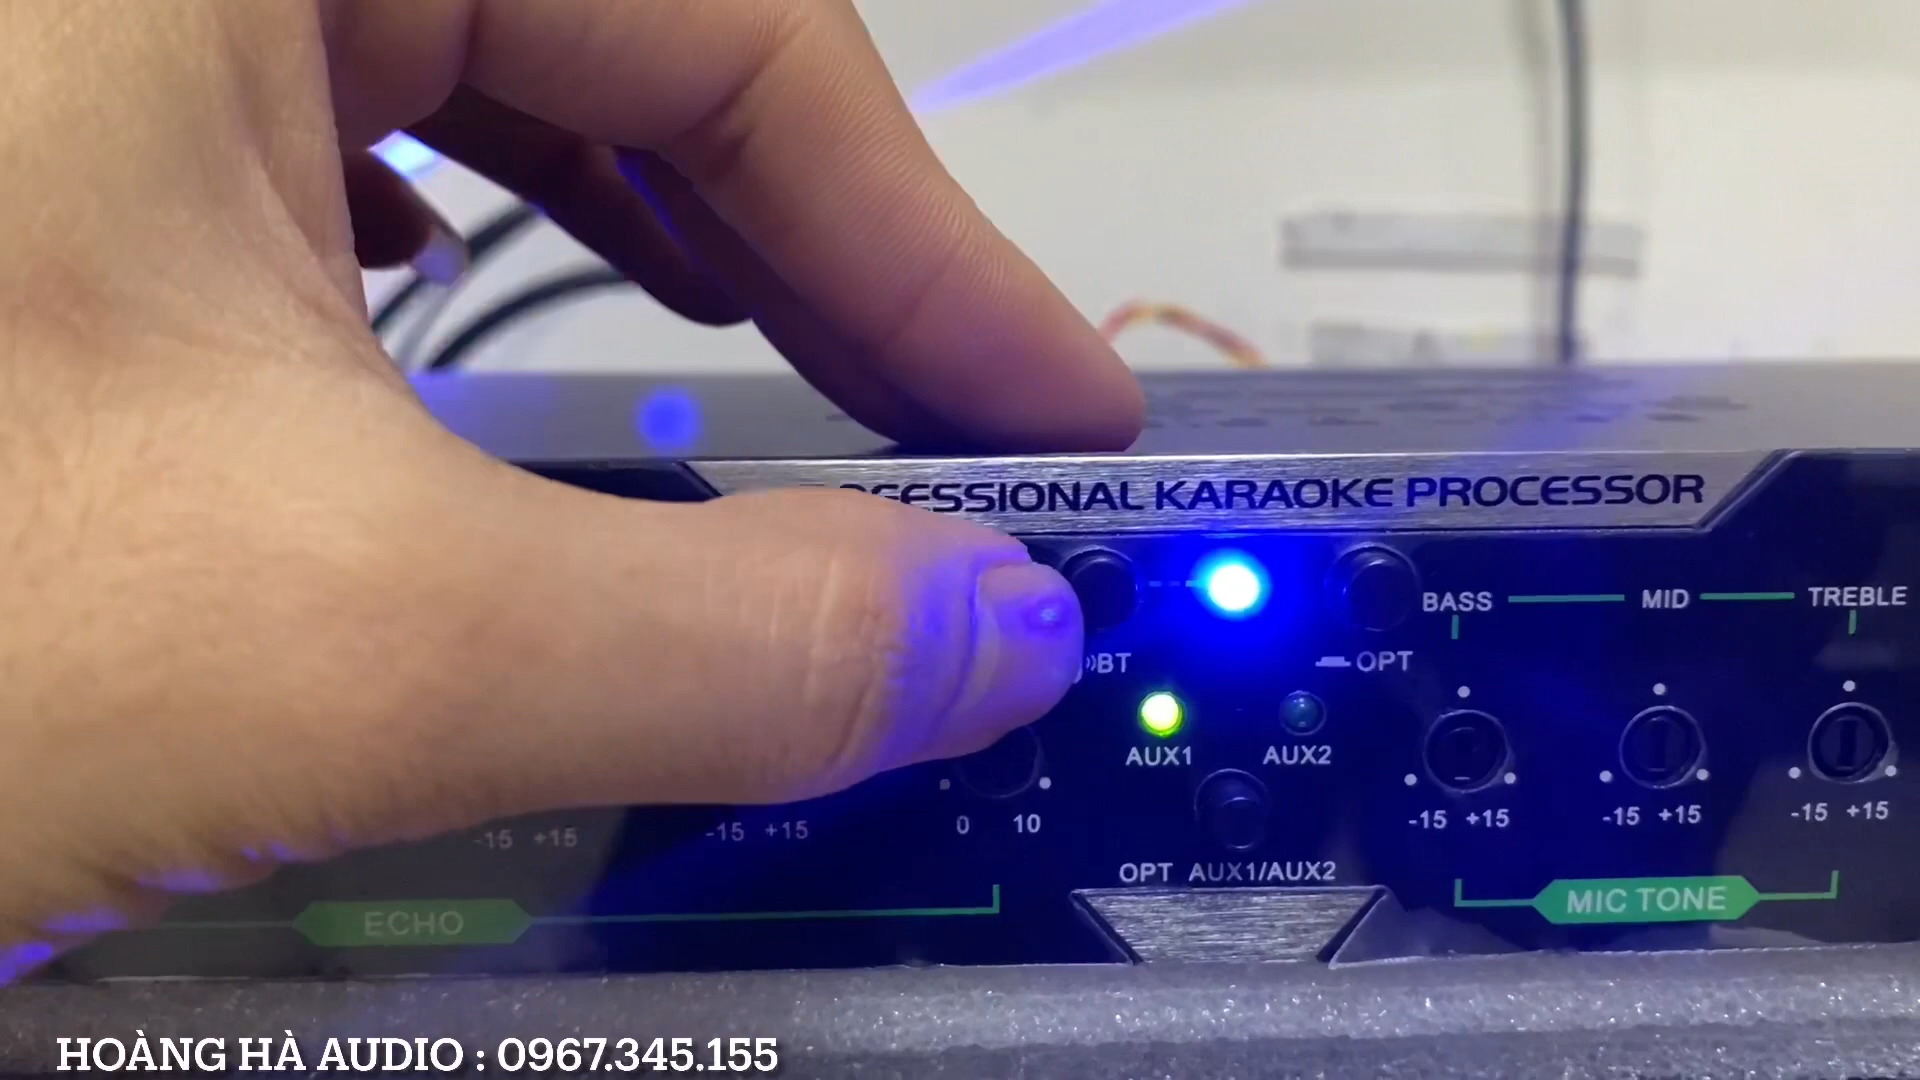 PROFESSIONAL KARAOKE PROCESSOR
BT
OPT
BASS MID TREBLE
AUX1 AUX2
-15 +15 -15 +15 0 10
-15 +15 -15 +15 -15 +15
OPT AUX1/AUX2
ECHO
MIC TONE
HOÀNG HÀ AUDIO : 0967.345.155